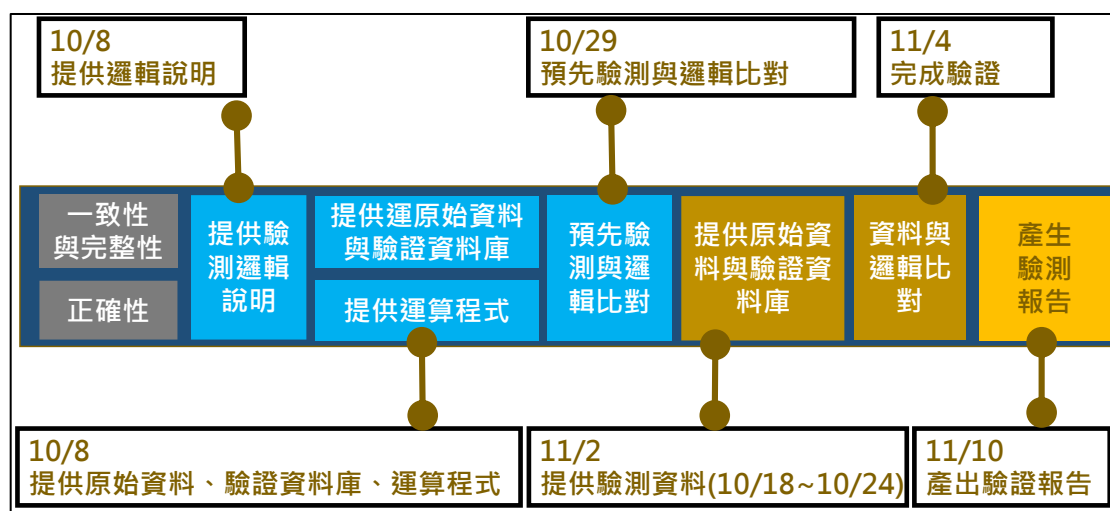 10/8
提供邏輯說明
10/29
預先驗測與邏輯比對
11/4
完成驗證
一致性
與完整性
正確性
提供驗
測邏輯
說明
提供運原始資料
與驗證資料庫
提供運算程式
預先驗
測與邏
輯比對
提供原始資
料與驗證資
料庫
資料與
邏輯比
對
產生
驗測
報告
10/8
提供原始資料、驗證資料庫、運算程式
11/2
提供驗測資料(10/18~10/24)
11/10
產出驗證報告